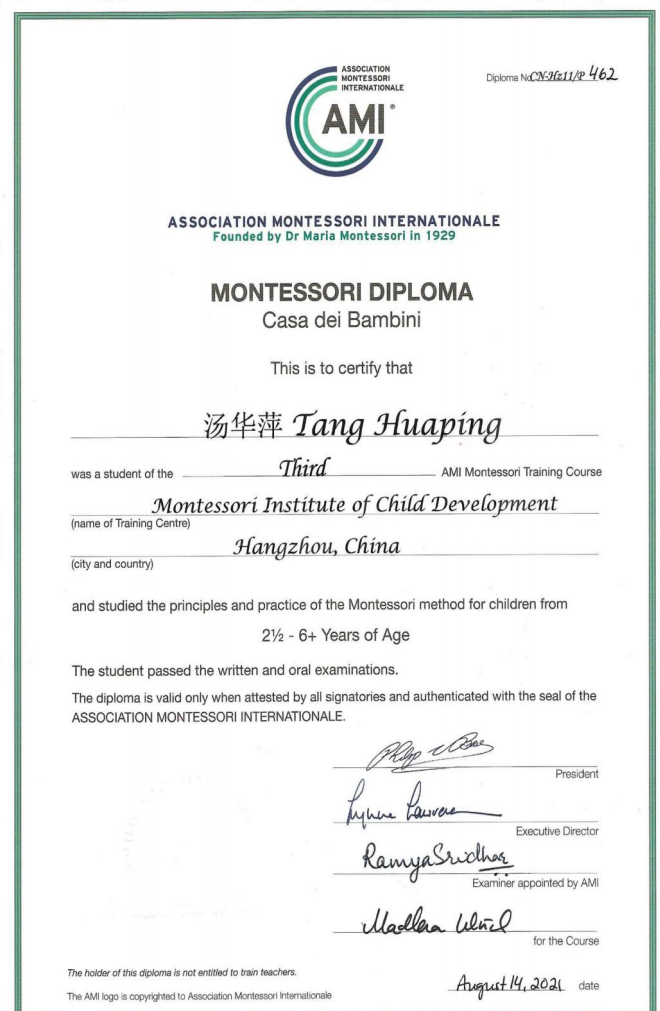 ASSOCIATION
MONTESSORI
INTERNATIONALE
AMI®
Diploma No CN-Hz11/P 462
ASSOCIATION MONTESSORI INTERNATIONALE
Founded by Dr Maria Montessori in 1929
MONTESSORI DIPLOMA
Casa dei Bambini
This is to certify that
汤华萍 Tang Huaping
was a student of the Third AMI Montessori Training Course
Montessori Institute of Child Development
(name of Training Centre)
Hangzhou, China
(city and country)
and studied the principles and practice of the Montessori method for children from
2½ - 6+ Years of Age
The student passed the written and oral examinations.
The diploma is valid only when attested by all signatories and authenticated with the seal of the
ASSOCIATION MONTESSORI INTERNATIONALE.
President
Executive Director
Ramya Sridhar
Examiner appointed by AMI
for the Course
The holder of this diploma is not entitled to train teachers.
August 14, 2021 date
The AMI logo is copyrighted to Association Montessori Internationale